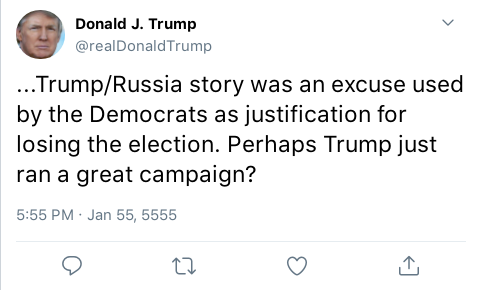 Donald J. Trump
@realDonaldTrump
...Trump/Russia story was an excuse used
by the Democrats as justification for
losing the election. Perhaps Trump just
ran a great campaign?
5:55 PM · Jan 55, 5555